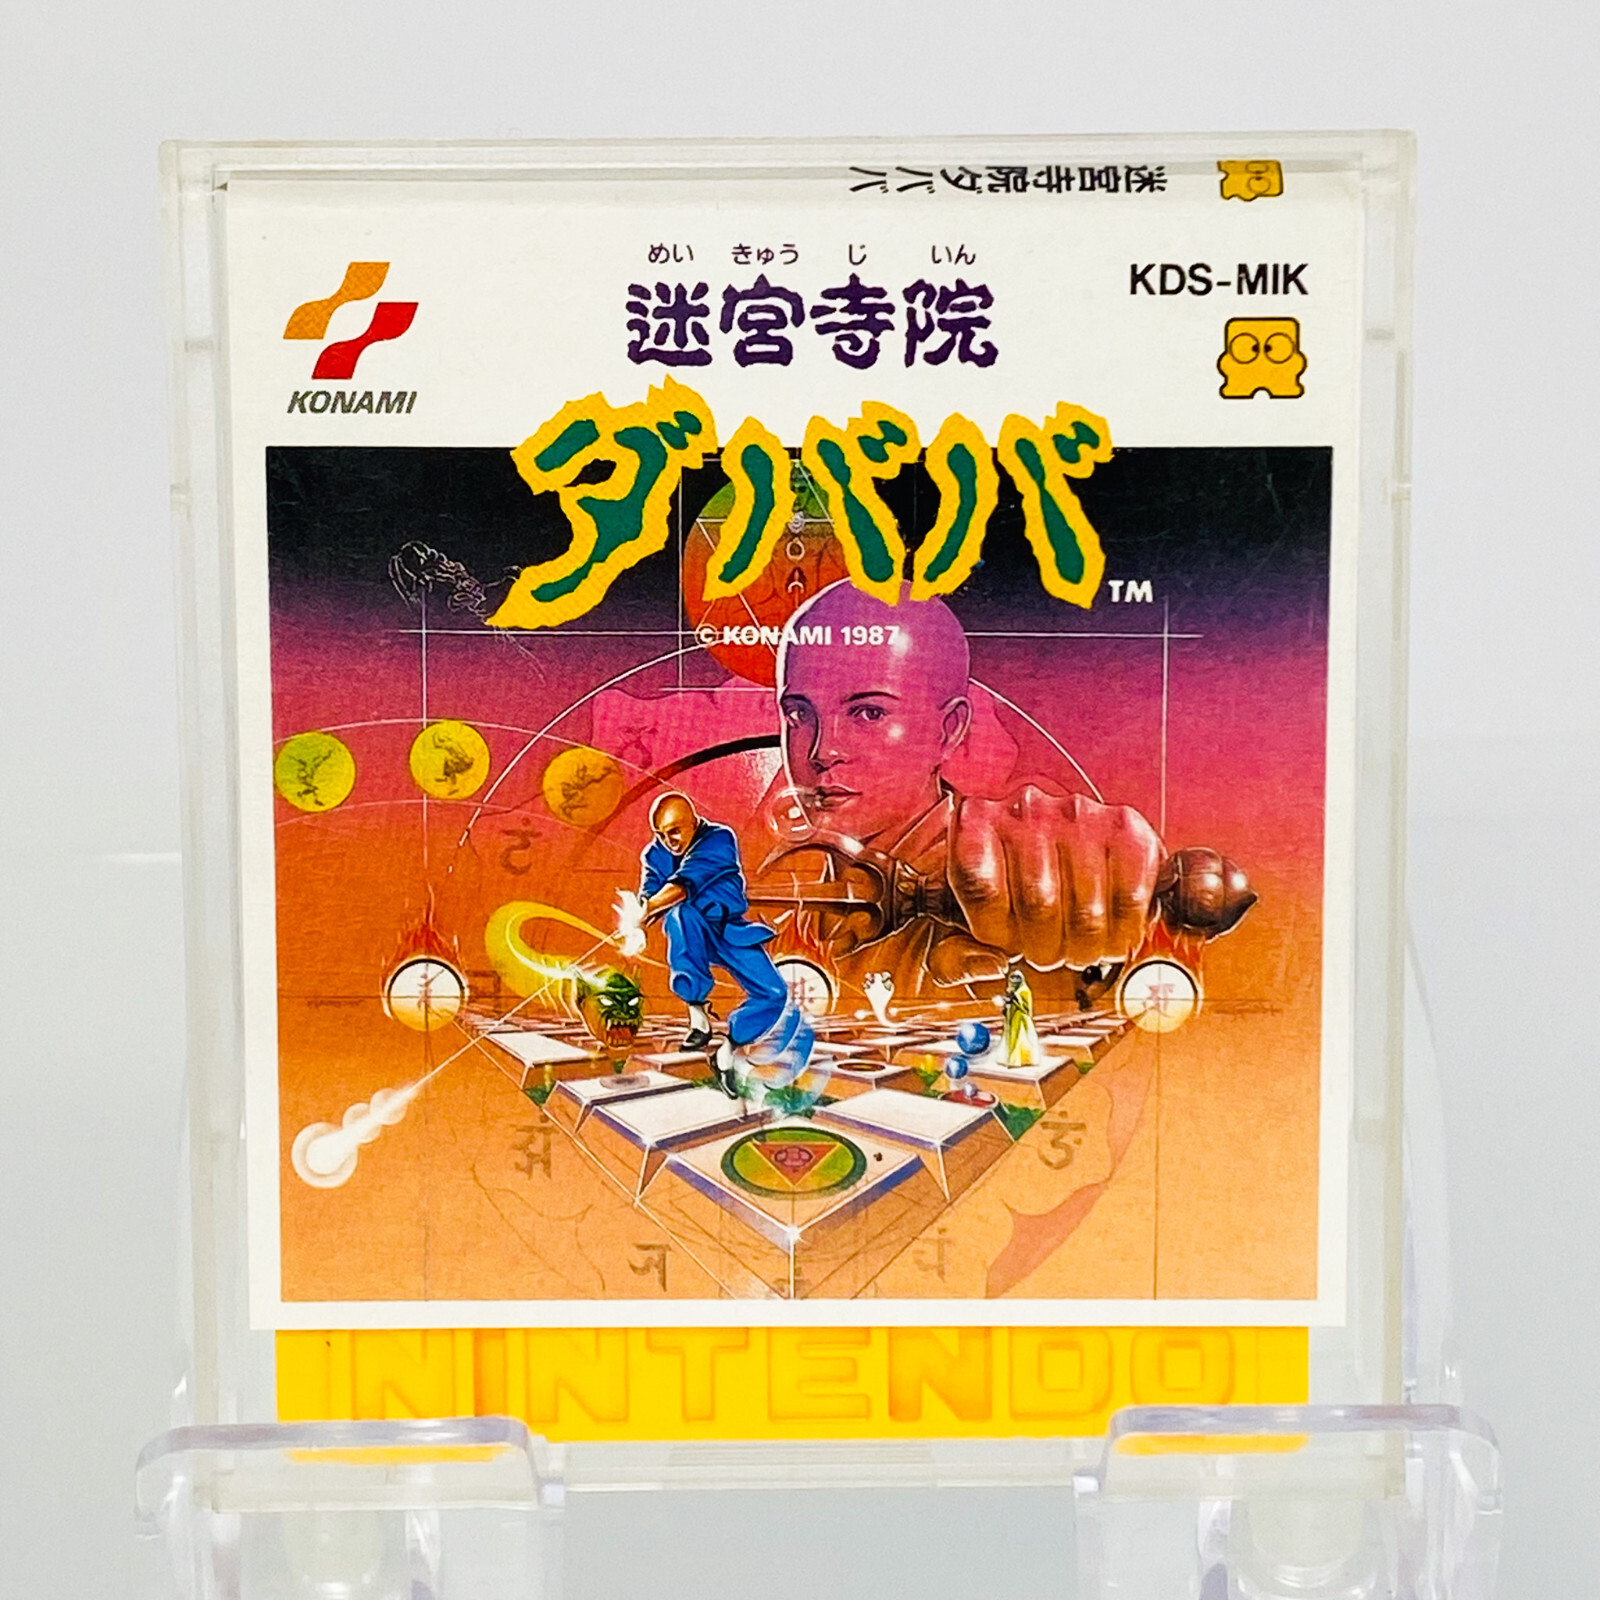 迷宮寺院ダババ
めい きゅう じ いん
迷宮寺院
KDS-MIK
KONAMI
ダババ
TM
© KONAMI 1987
NINTENDO